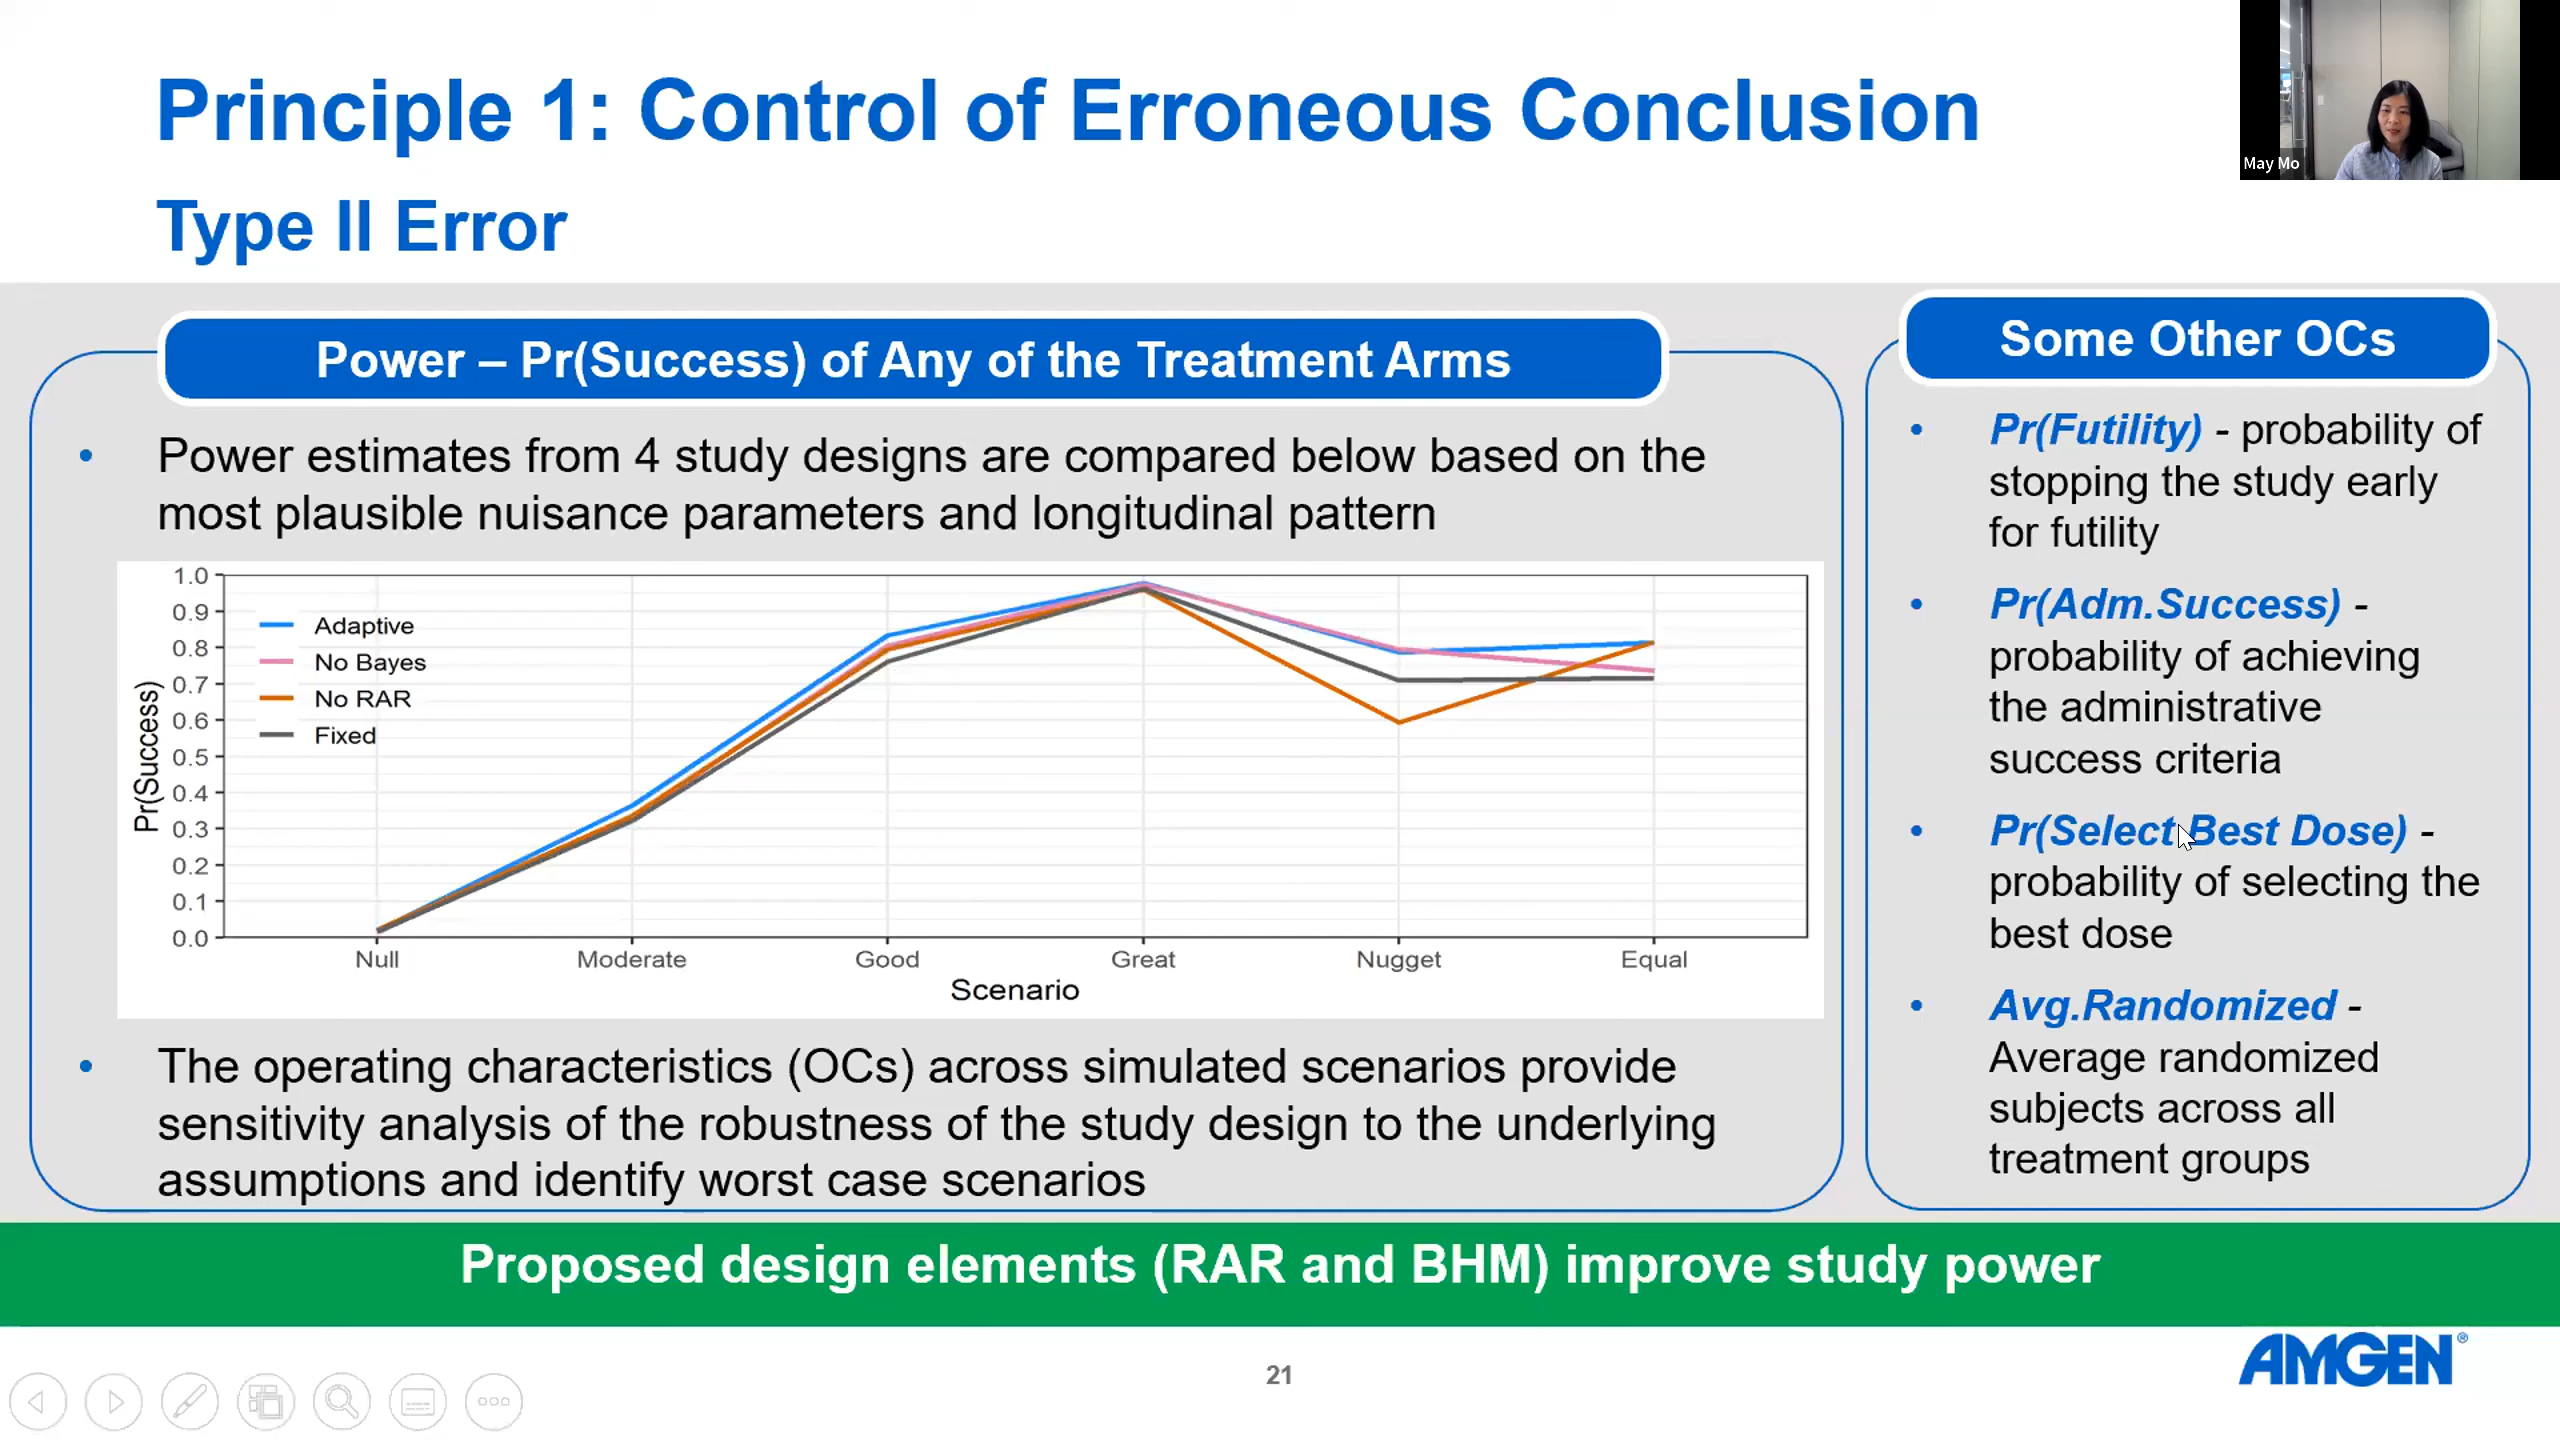 Principle 1: Control of Erroneous Conclusion
Type II Error
May Mo
Power – Pr(Success) of Any of the Treatment Arms
• Power estimates from 4 study designs are compared below based on the
most plausible nuisance parameters and longitudinal pattern
Pr(Success)
1.0
0.9
0.8
0.7
0.6
0.5
0.4
0.3
0.2
0.1
0.0
Adaptive
No Bayes
No RAR
Fixed
Null Moderate Good Great Nugget Equal
Scenario
• The operating characteristics (OCs) across simulated scenarios provide
sensitivity analysis of the robustness of the study design to the underlying
assumptions and identify worst case scenarios
Some Other OCs
• Pr(Futility) - probability of
stopping the study early
for futility
• Pr(Adm.Success) -
probability of achieving
the administrative
success criteria
• Pr(Select Best Dose) -
probability of selecting the
best dose
• Avg.Randomized -
Average randomized
subjects across all
treatment groups
Proposed design elements (RAR and BHM) improve study power
21
AMGEN®